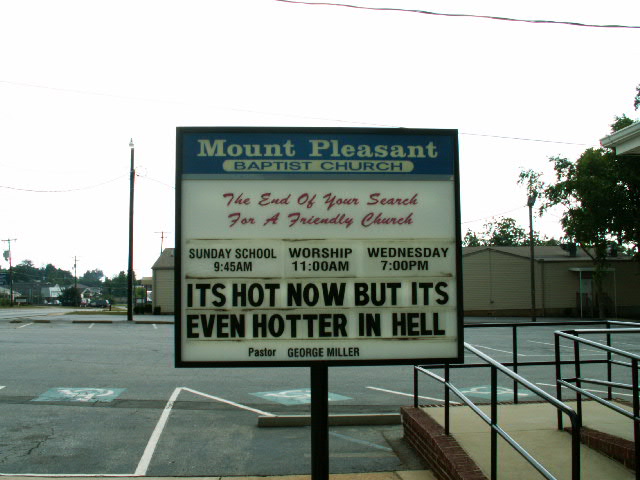 Mount Pleasant
BAPTIST CHURCH
The End Of Your Search
For A Friendly Church
SUNDAY SCHOOL
9:45AM
WORSHIP
11:00AM
WEDNESDAY
7:00PM
ITS HOT NOW BUT ITS
EVEN HOTTER IN HELL
Pastor GEORGE MILLER